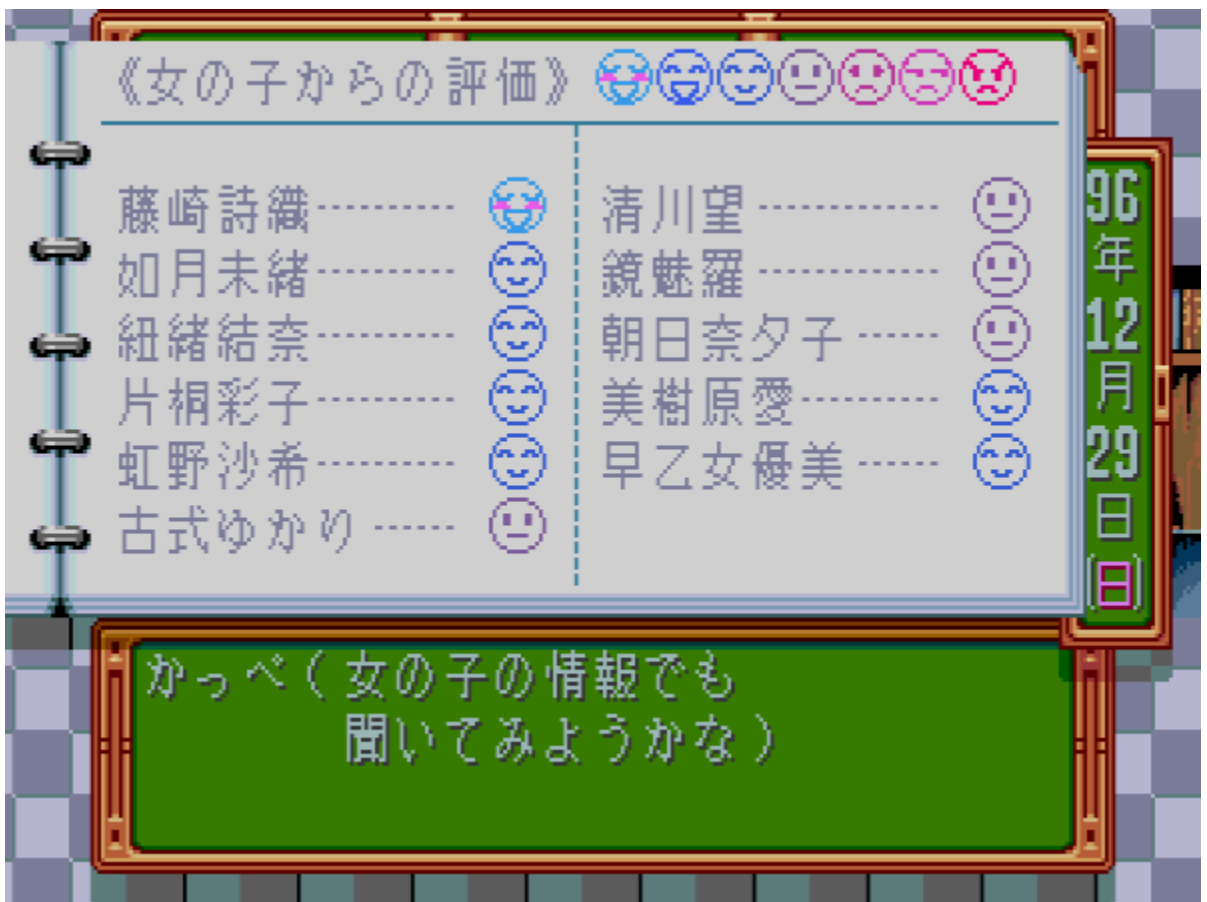 《女の子からの評価》
藤崎詩織
如月未緒
紐緒結奈
片桐彩子
虹野沙希
古式ゆかり
清川望
鏡魅羅
朝日奈夕子
美樹原愛
早乙女優美
96
年
12
月
29
日
(日)
かっぺ(女の子の情報でも
聞いてみようかな)